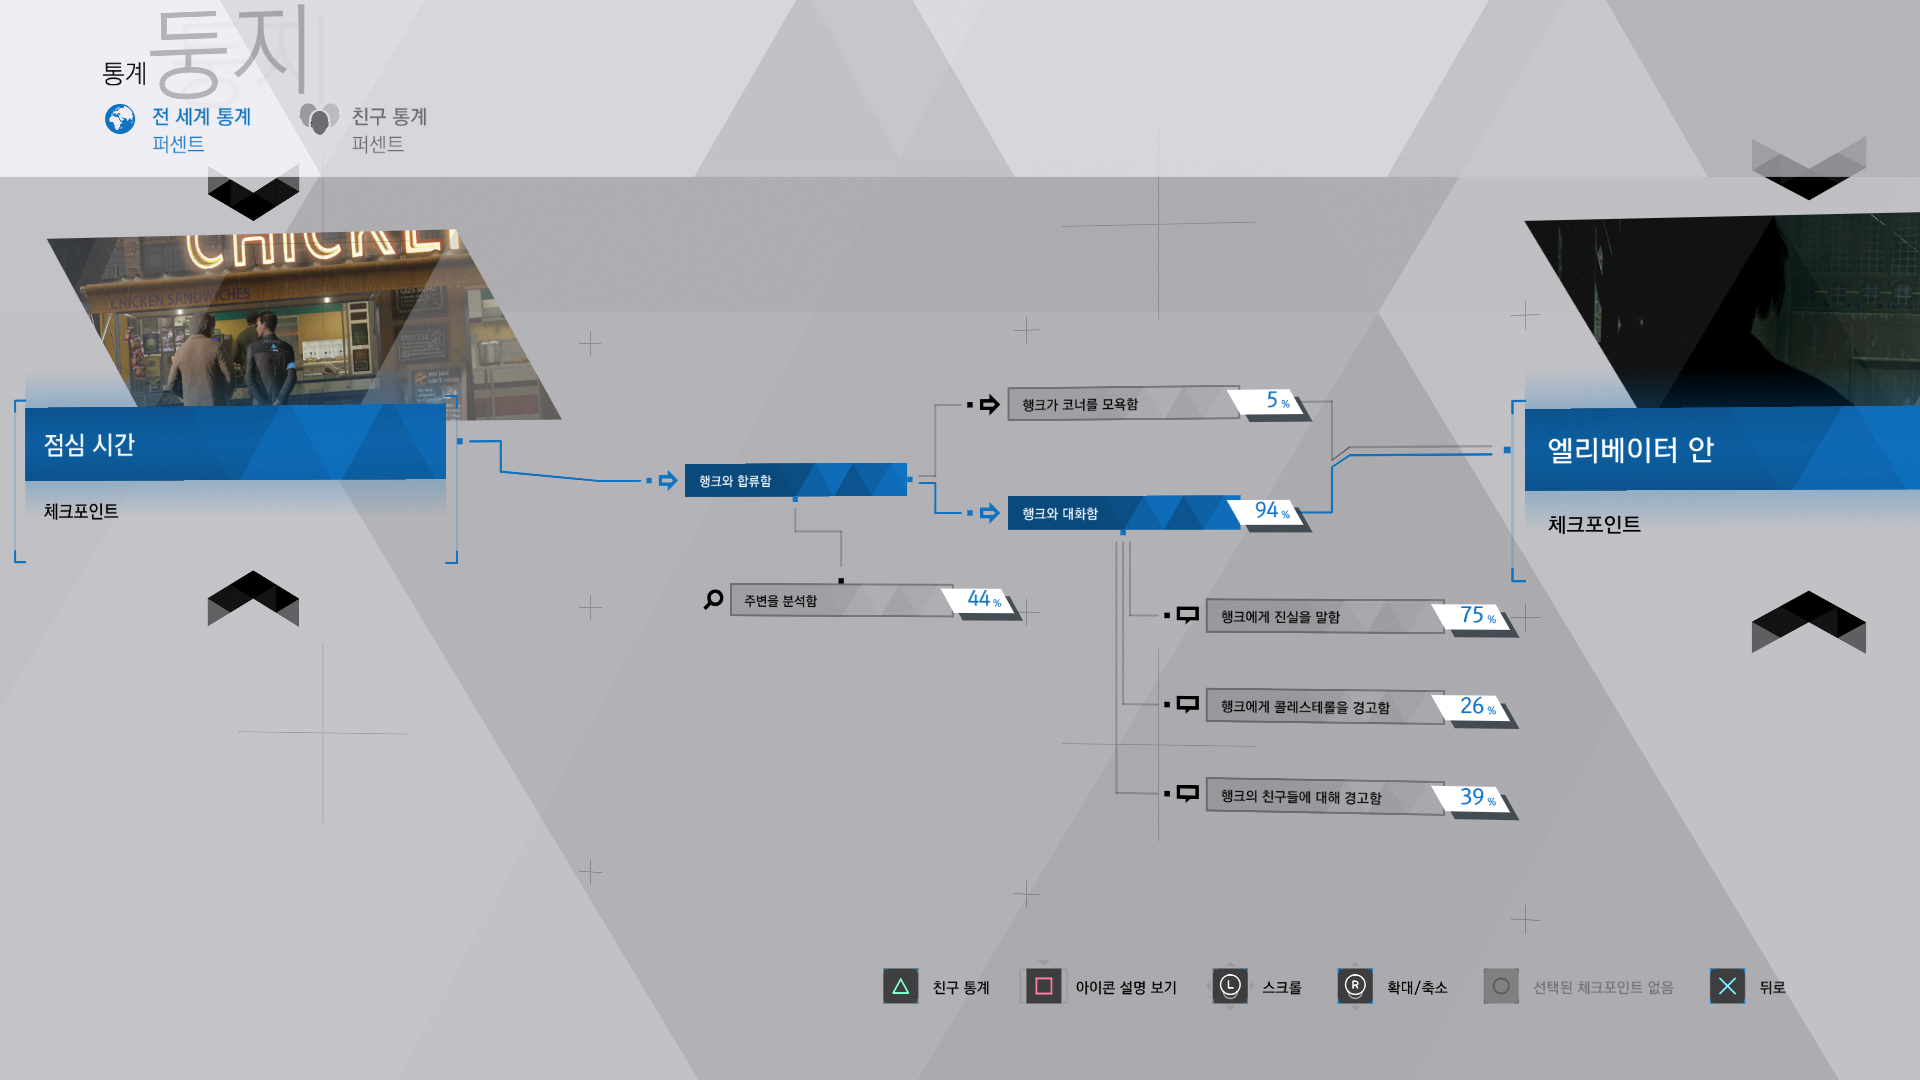 둥지
통계
전 세계 통계
퍼센트
친구 통계
퍼센트
CHICKE
CHICKEN SANDWICHES
점심 시간
체크포인트
행크와 합류함
주변을 분석함
44 %
행크가 코너를 모욕함
5 %
행크와 대화함
94 %
행크에게 진실을 말함
75 %
행크에게 콜레스테롤을 경고함
26 %
행크의 친구들에 대해 경고함
39 %
엘리베이터 안
체크포인트
친구 통계
아이콘 설명 보기
L
스크롤
R
확대/축소
선택된 체크포인트 없음
뒤로